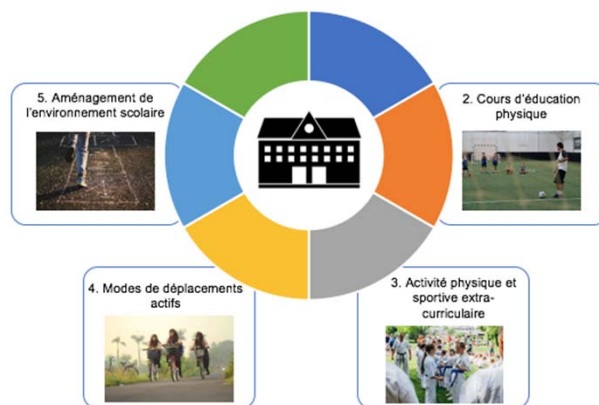 5. Aménagement de
l'environnement scolaire
2. Cours d'éducation
physique
4. Modes de déplacements
actifs
3. Activité physique et
sportive extra-
curriculaire